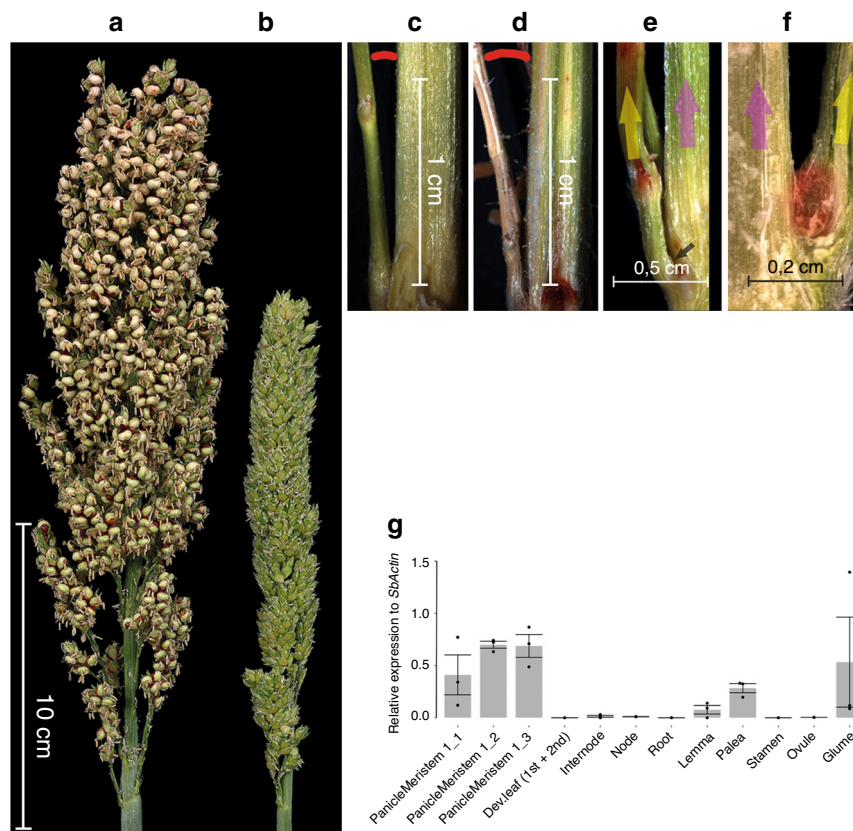 a b c d e f
1 cm
1 cm
0,5 cm
0,2 cm
10 cm
g
Relative expression to SbActin
1.5
1.0
0.5
0.0
PanicleMeristem 1_1
PanicleMeristem 1_2
PanicleMeristem 1_3
Dev.leaf (1st + 2nd)
Internode
Node
Root
Lemma
Palea
Stamen
Ovule
Glume